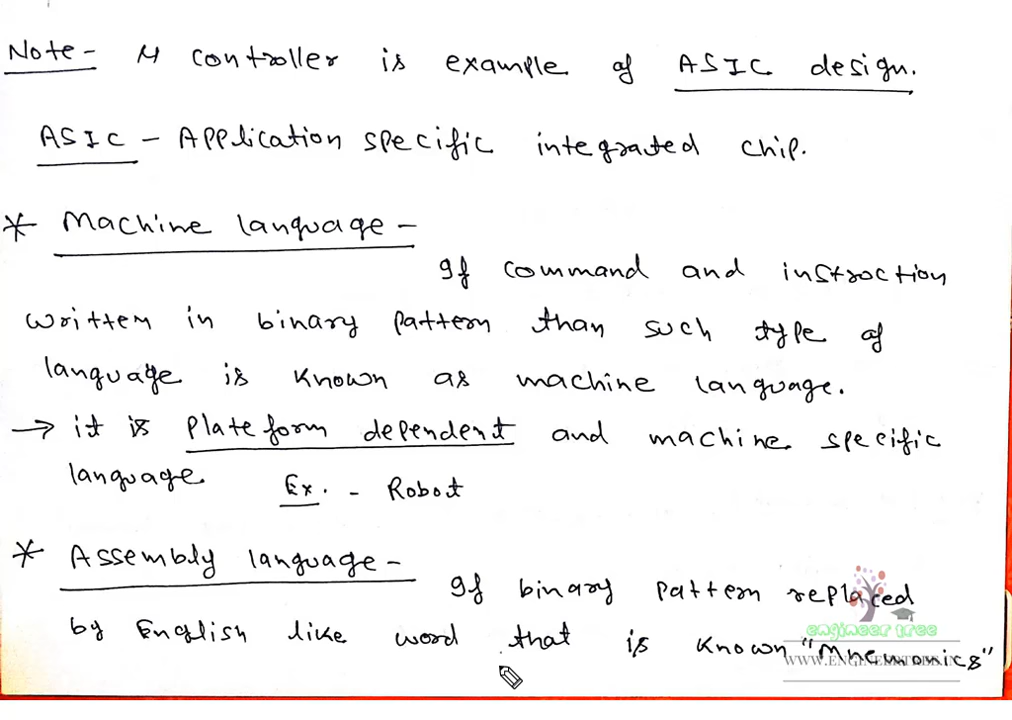 Note - μ controller is example of ASIC design.
ASIC - Application specific integrated chip.
* Machine language -
If command and instroction
written in binary pattern than such type of
language is known as machine language.
→ it is plateform dependent and machine specific
language. Ex. - Robot
* Assembly language -
If binary pattern replaced
by English like word that is known "Mnemonics"
engineer tree